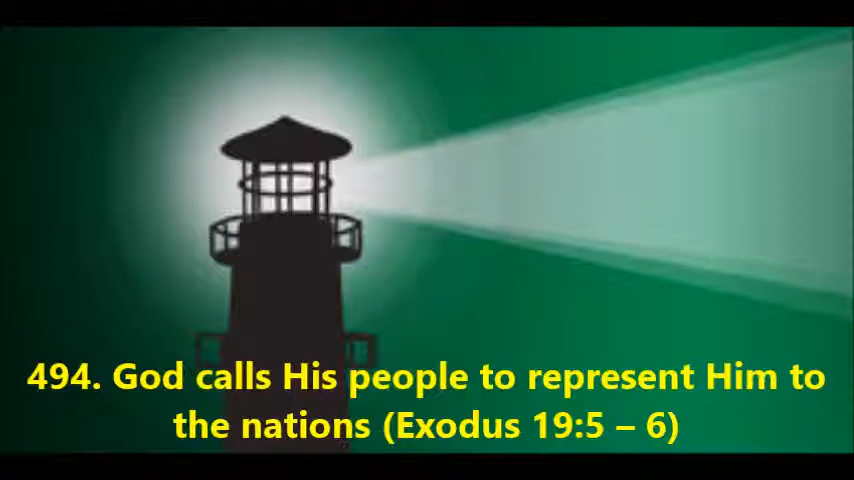 494. God calls His people to represent Him to
the nations (Exodus 19:5 – 6)